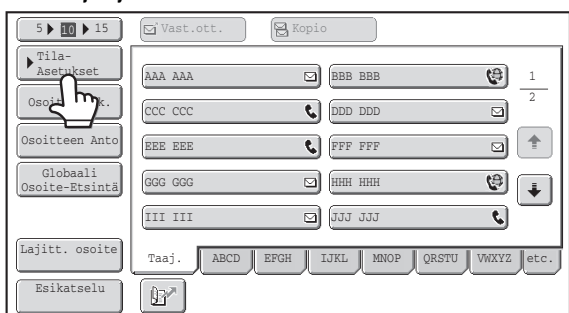 5 10 15
Vast.ott.
Kopio
Tila-
Asetukset
AAA AAA
BBB BBB
1
2
CCC CCC
DDD DDD
Osoitteen Anto
EEE EEE
FFF FFF
Globaali
Osoite-Etsintä
GGG GGG
HHH HHH
III III
JJJ JJJ
Lajitt. osoite
Taaj.
ABCD
EFGH
IJKL
MNOP
QRSTU
VWXYZ
etc.
Esikatselu